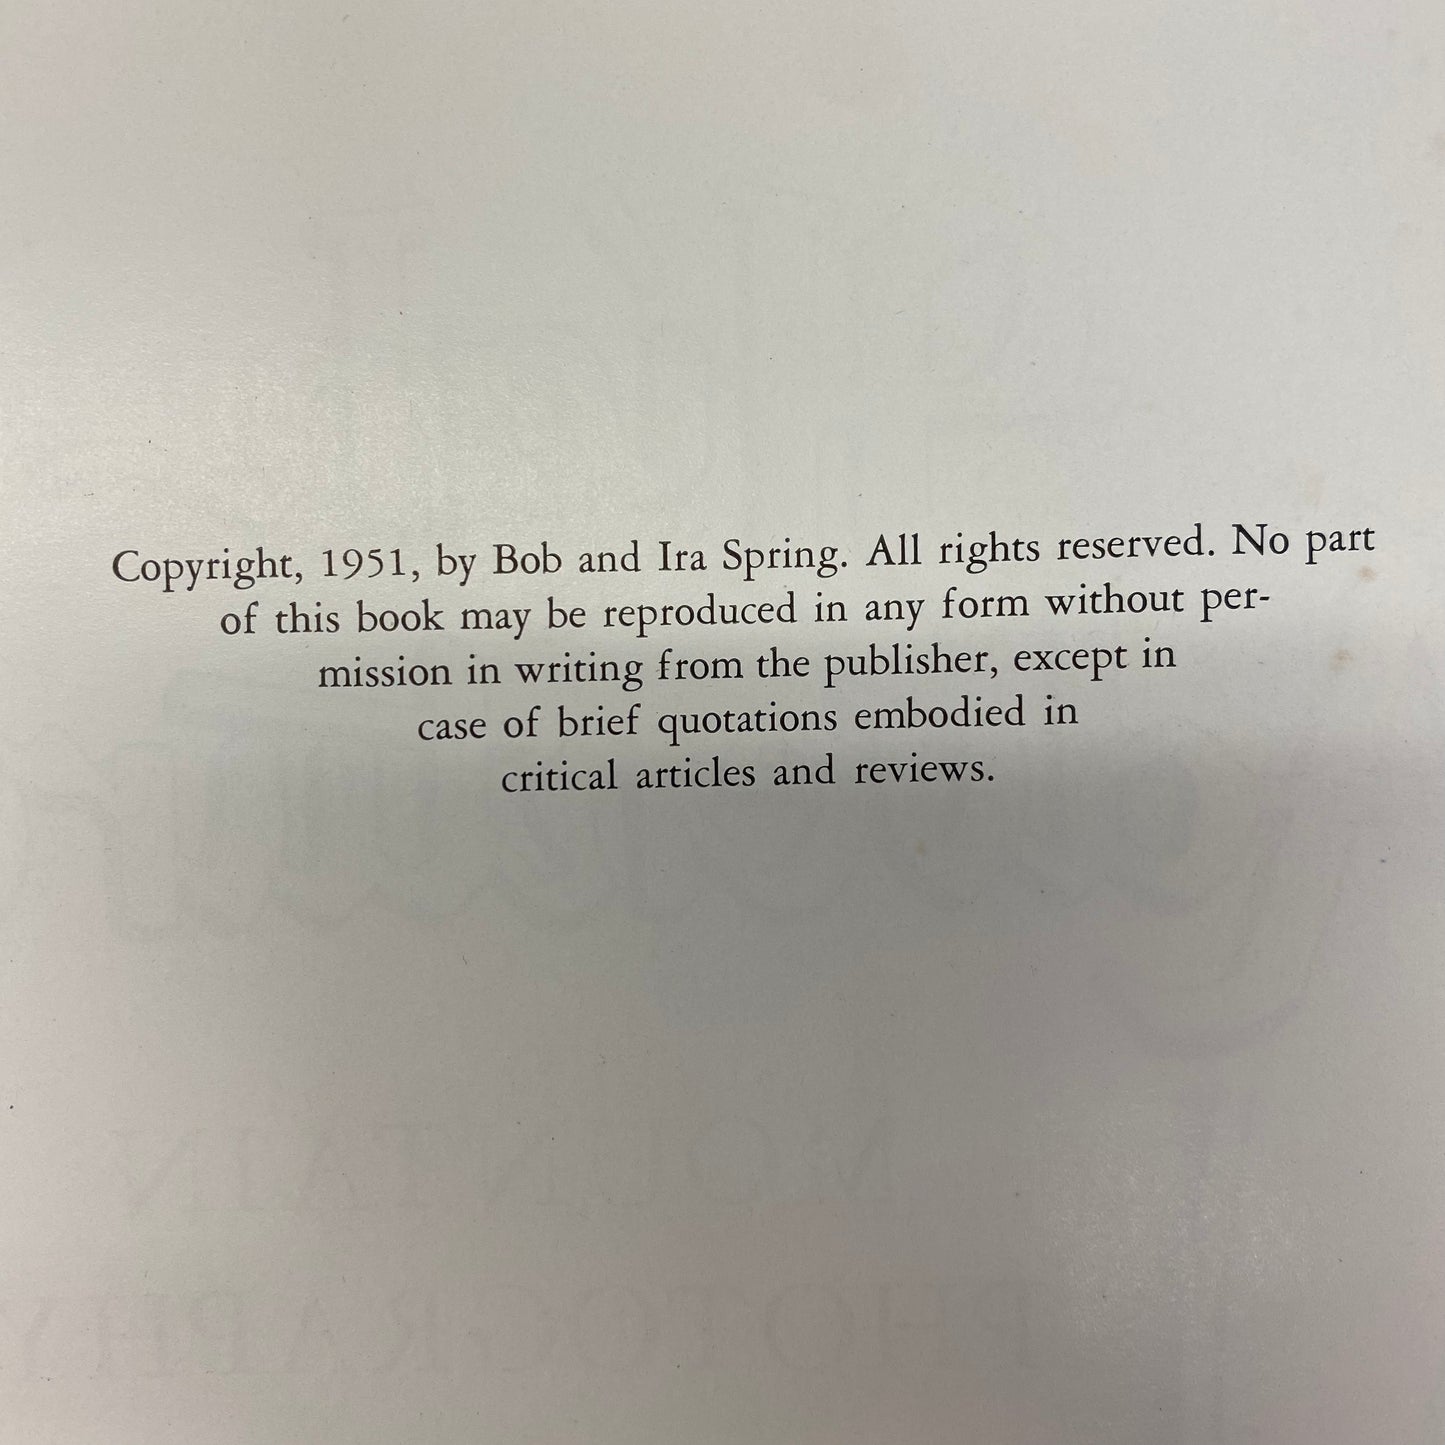 Copyright, 1951, by Bob and Ira Spring. All rights reserved. No part
of this book may be reproduced in any form without per-
mission in writing from the publisher, except in
case of brief quotations embodied in
critical articles and reviews.
MOUNTAIN
PHOTOGRAPHY